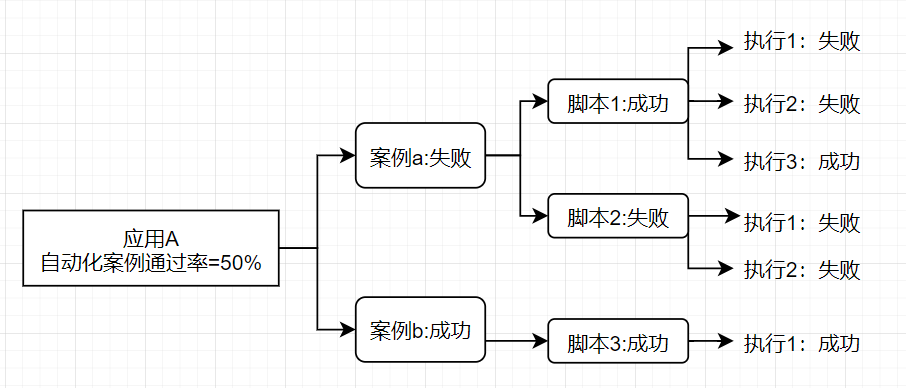 执行1：失败
脚本1:成功
执行2：失败
案例a:失败
执行3：成功
脚本2:失败
执行1：失败
应用A
自动化案例通过率=50%
执行2：失败
案例b:成功
脚本3:成功
执行1：成功